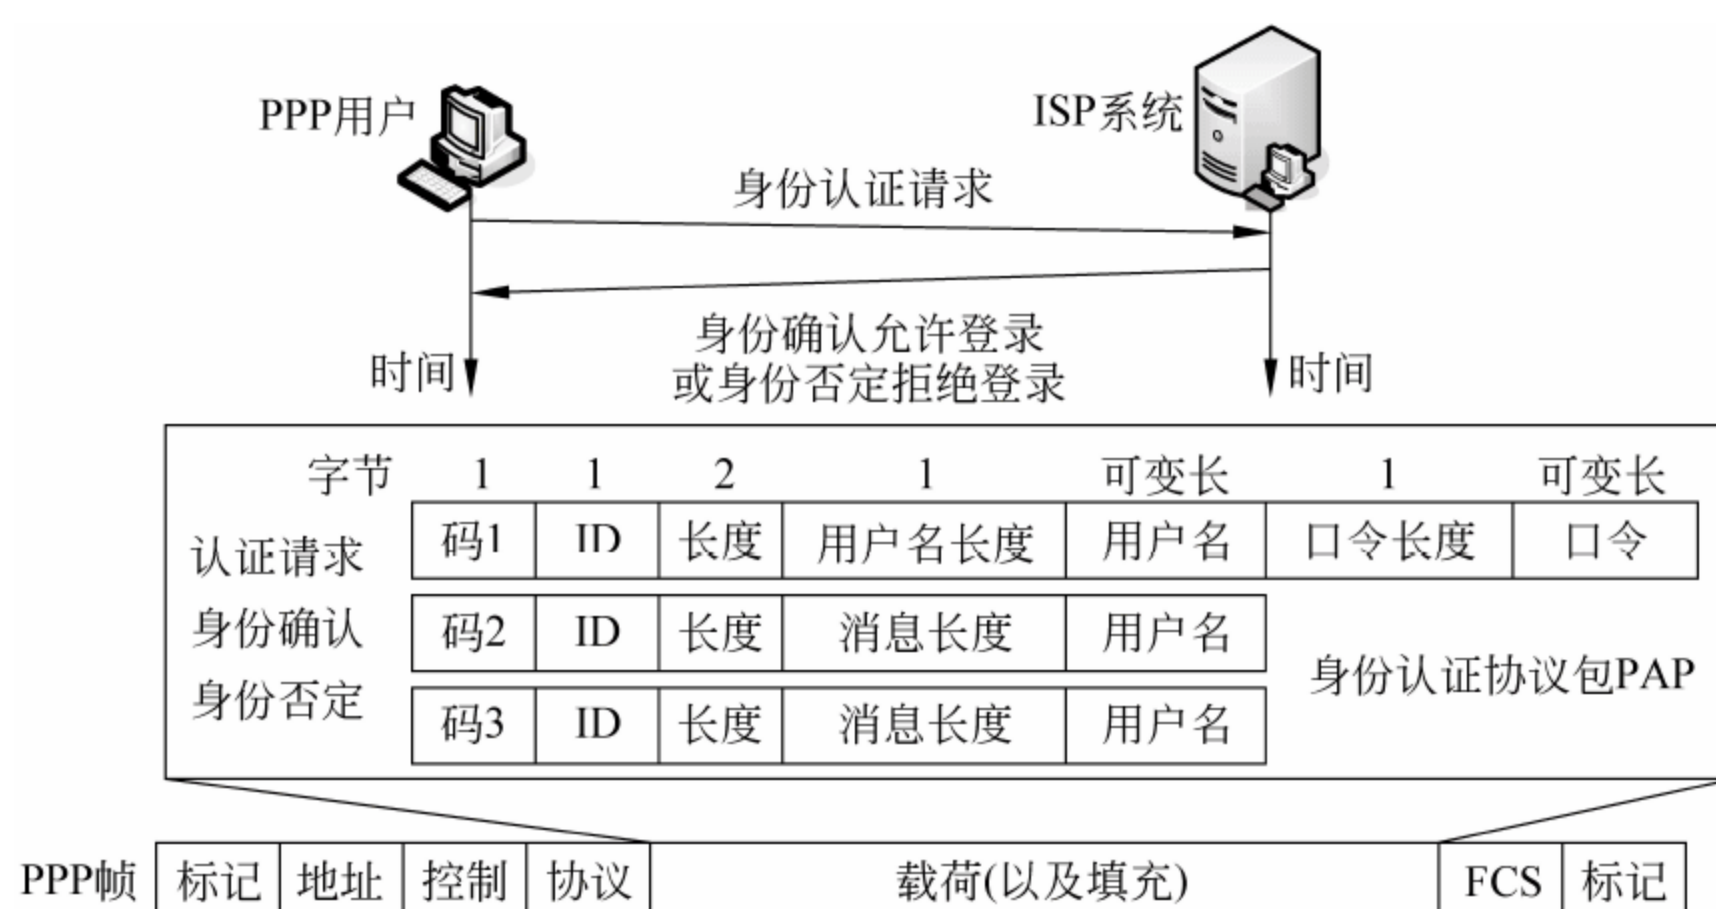 PPP用户
ISP系统
身份认证请求
身份确认允许登录
或身份否定拒绝登录
时间
时间
字节 1 1 2 1 可变长 1 可变长
认证请求 码1 ID 长度 用户名长度 用户名 口令长度 口令
身份确认 码2 ID 长度 消息长度 用户名
身份认证协议包PAP
身份否定 码3 ID 长度 消息长度 用户名
PPP帧 标记 地址 控制 协议 载荷(以及填充) FCS 标记